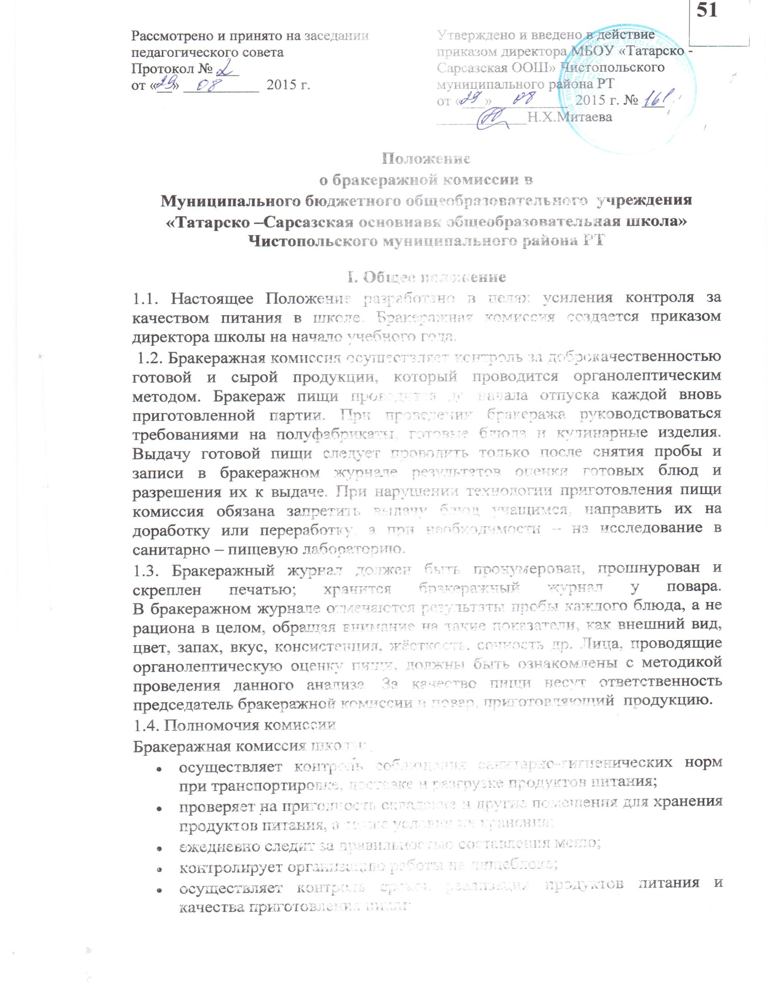 51
Рассмотрено и принято на заседании
педагогического совета
Протокол № 2
от «29» 08 2015 г.
Утверждено и введено в действие
приказом директора МБОУ «Татарско -
Сарсазская ООШ» Чистопольского
муниципального района РТ
от «29» 08 2015 г. № 161
Н.Х.Митаева
Положение
о бракеражной комиссии в
Муниципального бюджетного общеобразовательного учреждения
«Татарско –Сарсазская основнавя общеобразовательная школа»
Чистопольского муниципального района РТ
I. Общее положение
1.1. Настоящее Положение разработано в целях усиления контроля за
качеством питания в школе. Бракеражная комиссия создается приказом
директора школы на начало учебного года.
1.2. Бракеражная комиссия осуществляет контроль за доброкачественностью
готовой и сырой продукции, который проводится органолептическим
методом. Бракераж пищи проводится до начала отпуска каждой вновь
приготовленной партии. При проведении бракеража руководствоваться
требованиями на полуфабрикаты, готовые блюда и кулинарные изделия.
Выдачу готовой пищи следует проводить только после снятия пробы и
записи в бракеражном журнале результатов оценки готовых блюд и
разрешения их к выдаче. При нарушении технологии приготовления пищи
комиссия обязана запретить выдачу блюд учащимся, направить их на
доработку или переработку, а при необходимости – на исследование в
санитарно – пищевую лабораторию.
1.3. Бракеражный журнал должен быть пронумерован, прошнурован и
скреплен печатью; хранится бракеражный журнал у повара.
В бракеражном журнале отмечаются результаты пробы каждого блюда, а не
рациона в целом, обращая внимание на такие показатели, как внешний вид,
цвет, запах, вкус, консистенция, жёсткость, сочность др. Лица, проводящие
органолептическую оценку пищи, должны быть ознакомлены с методикой
проведения данного анализа. За качество пищи несут ответственность
председатель бракеражной комиссии и повар, приготовляющий продукцию.
1.4. Полномочия комиссии
Бракеражная комиссия школы:
• осуществляет контроль соблюдения санитарно-гигиенических норм
при транспортировке, доставке и разгрузке продуктов питания;
• проверяет на пригодность складские и другие помещения для хранения
продуктов питания, а также условия их хранения;
• ежедневно следит за правильностью составления меню;
• контролирует организацию работы на пищеблоке;
• осуществляет контроль сроков реализации продуктов питания и
качества приготовления пищи;